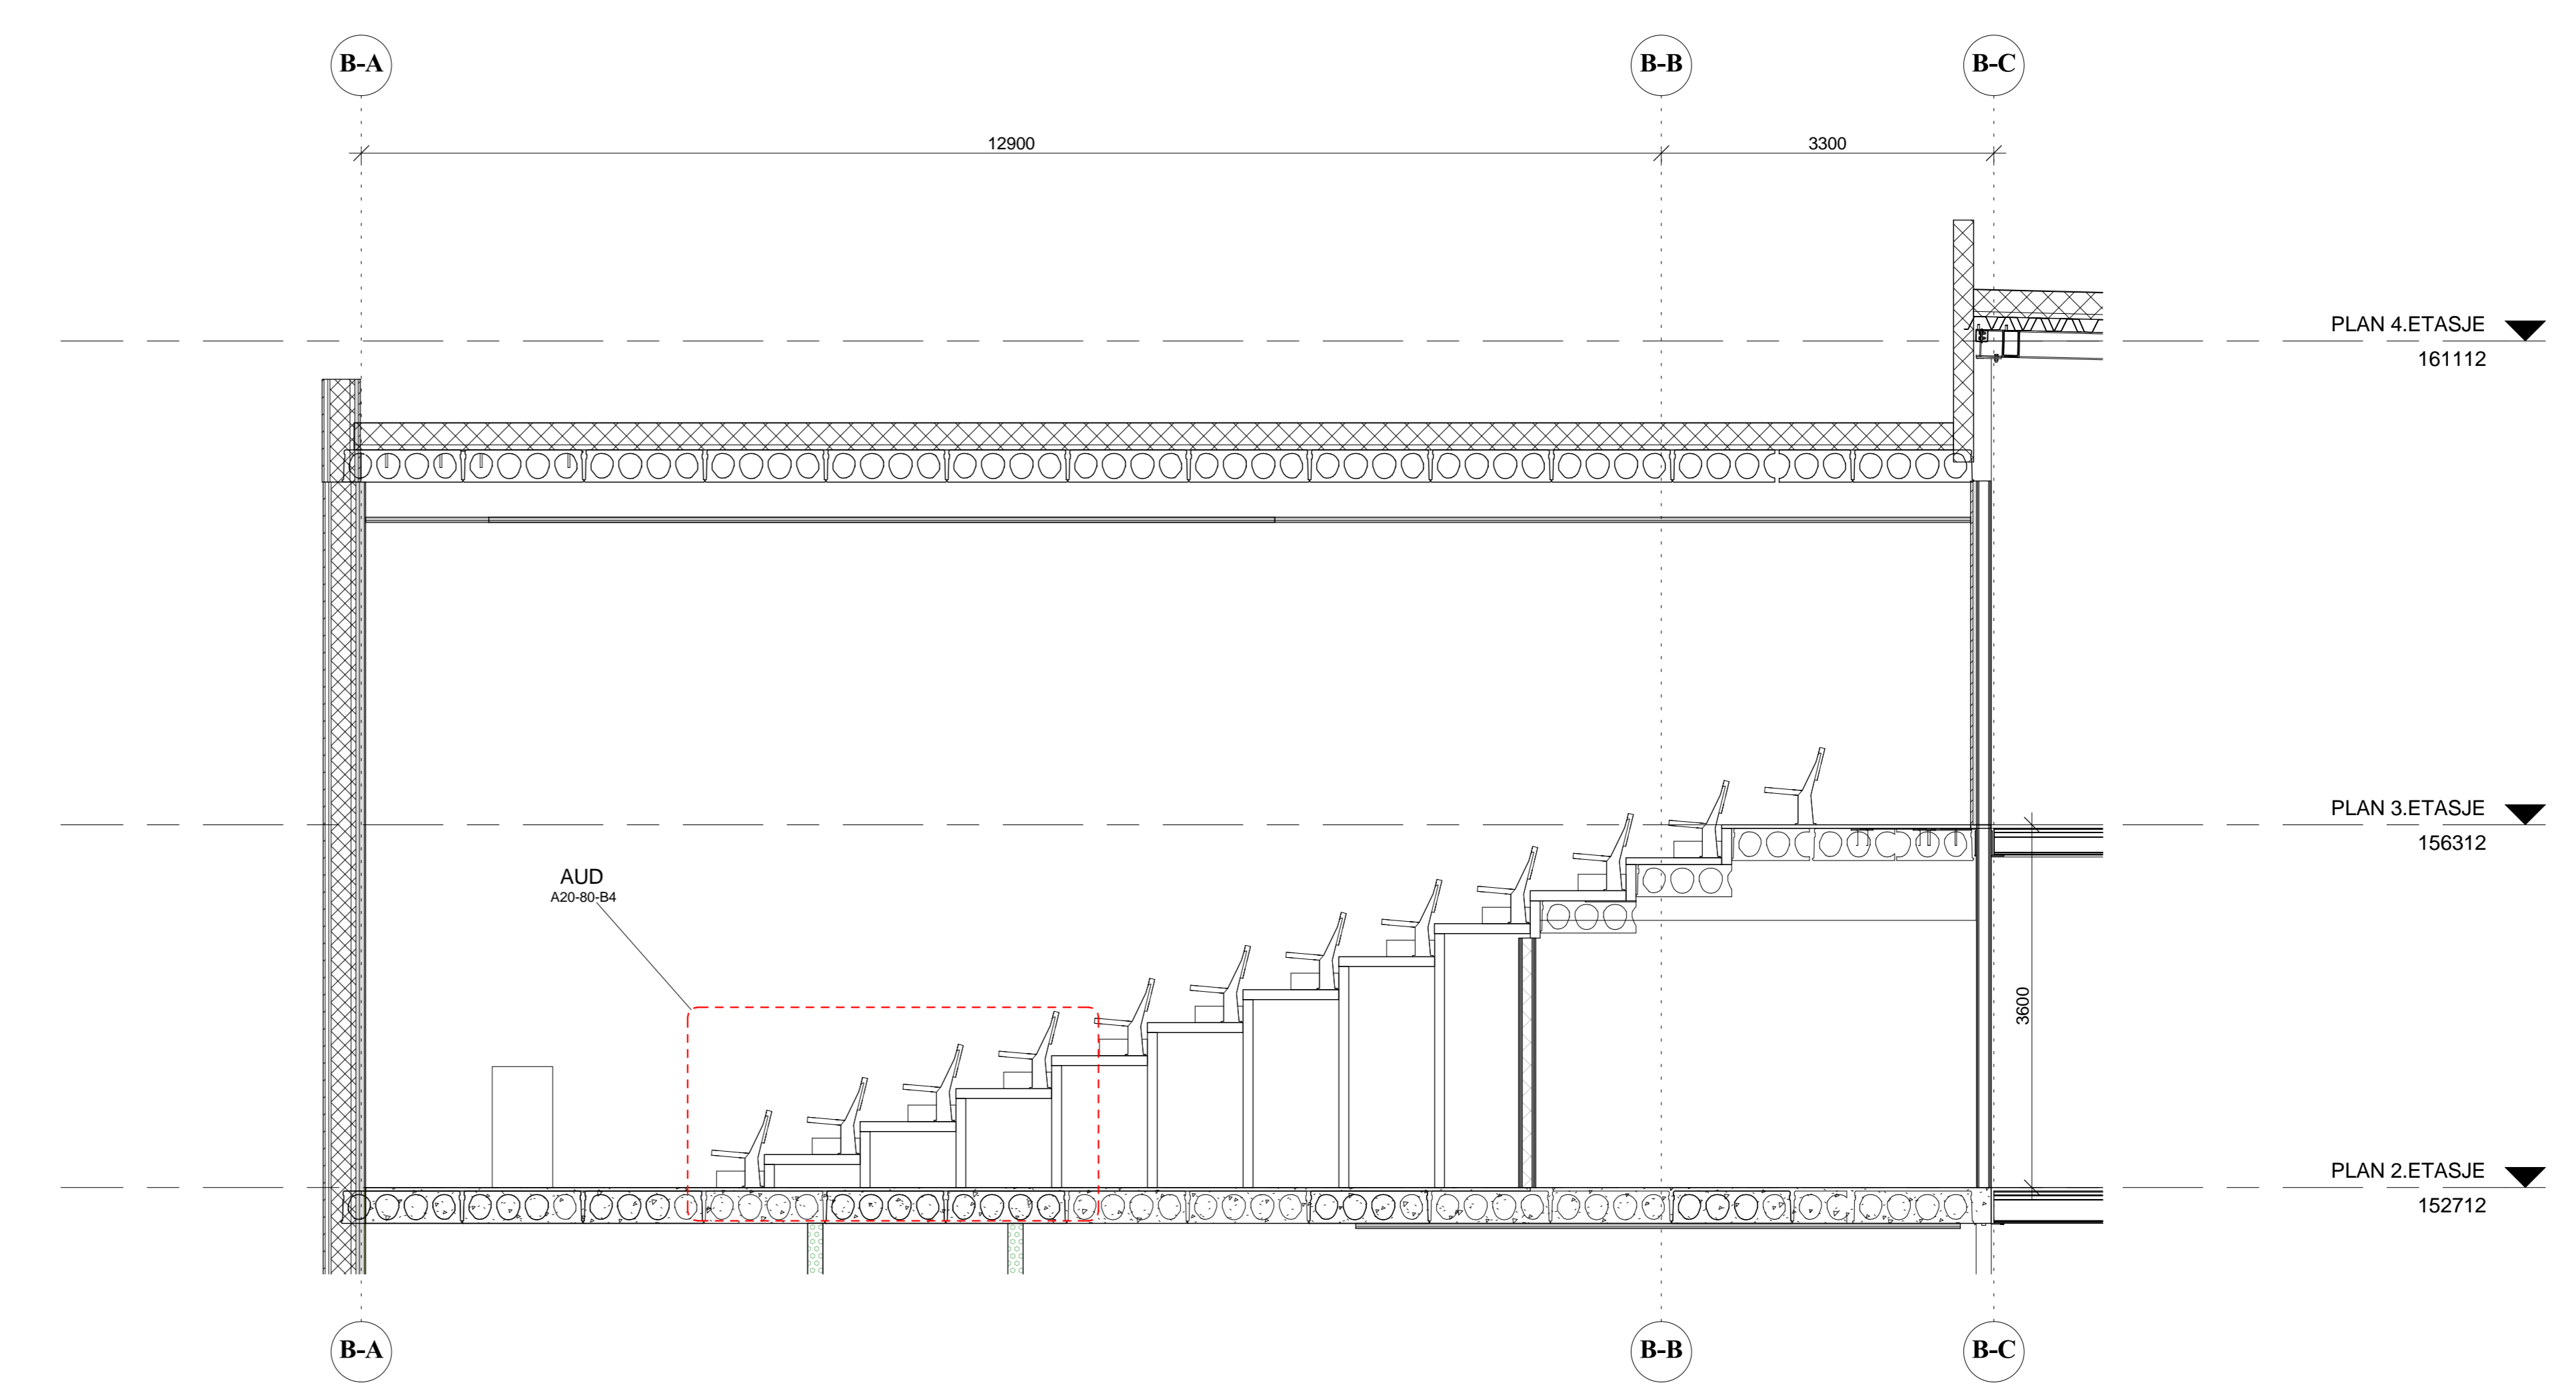 B-A
B-B
B-C
12900
3300
PLAN 4.ETASJE
161112
PLAN 3.ETASJE
156312
AUD
A20-80-B4
3600
PLAN 2.ETASJE
152712
B-A
B-B
B-C